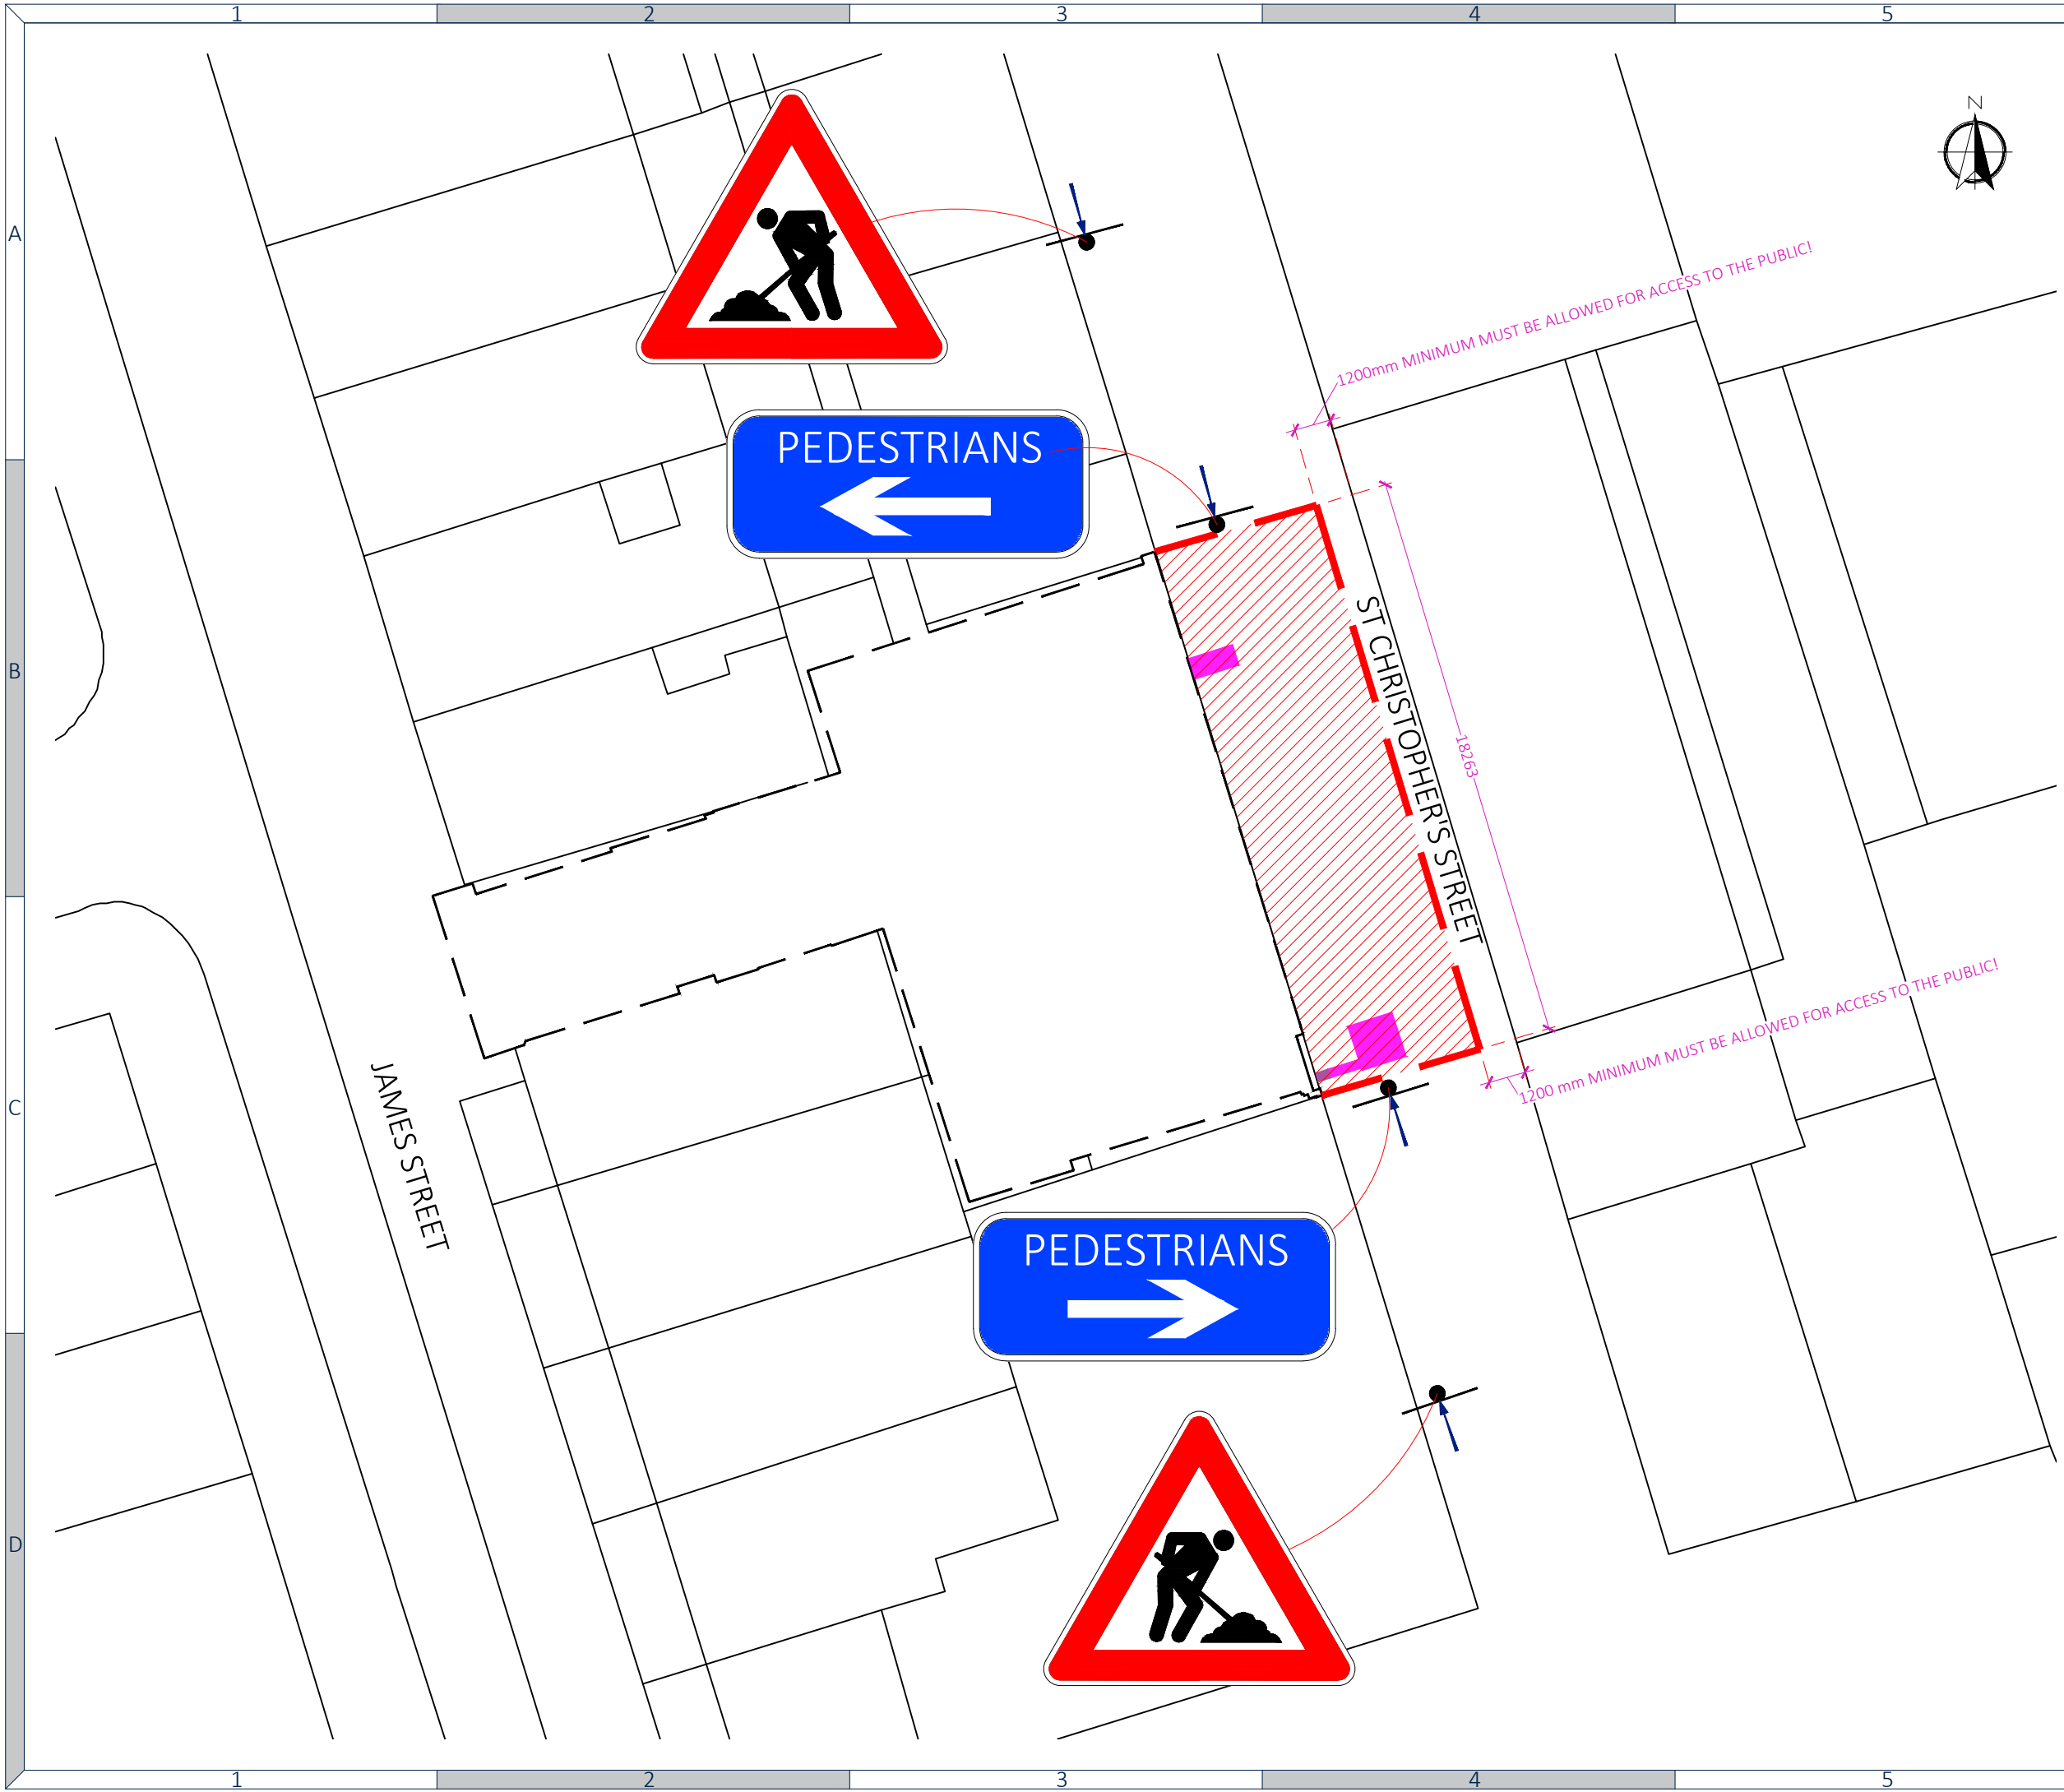 1 2 3 4 5
N
A
1200mm MINIMUM MUST BE ALLOWED FOR ACCESS TO THE PUBLIC!
PEDESTRIANS
ST CHRISTOPHER'S STREET
B
18263
1200 mm MINIMUM MUST BE ALLOWED FOR ACCESS TO THE PUBLIC!
JAMES STREET
C
PEDESTRIANS
D
1 2 3 4 5